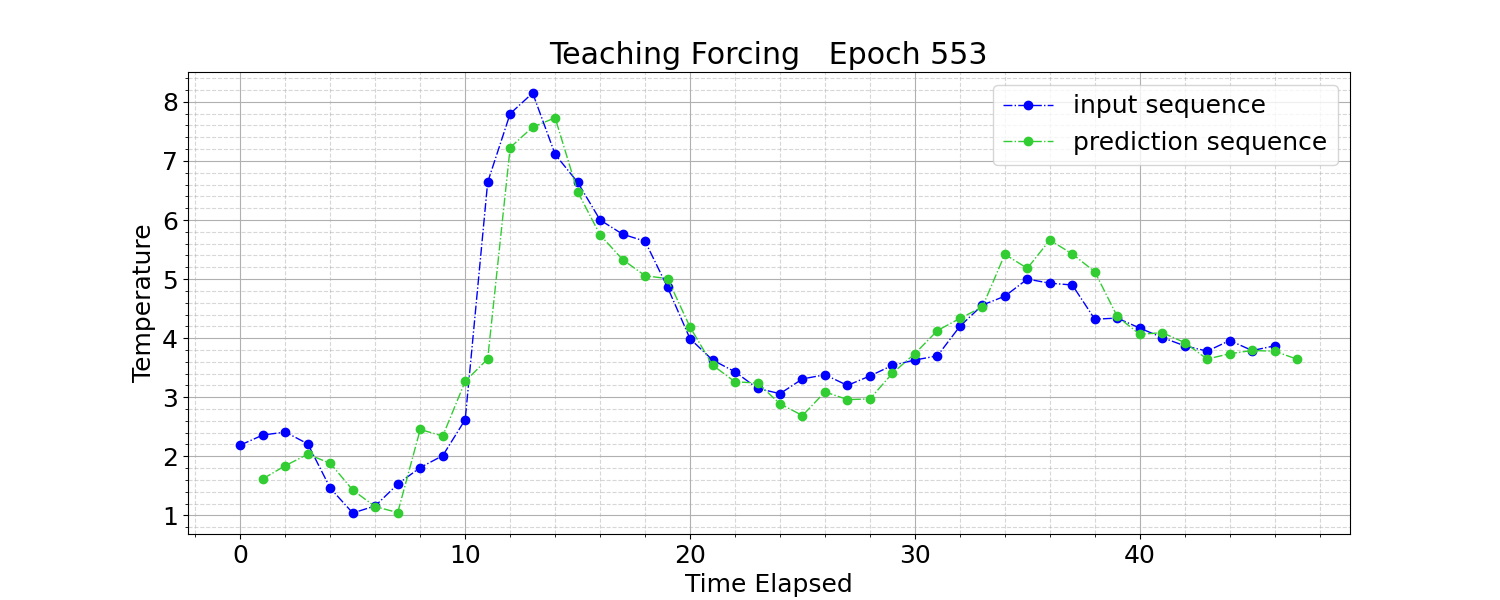 Teaching Forcing   Epoch 553
input sequence
prediction sequence
Temperature
8
7
6
5
4
3
2
1
0 10 20 30 40
Time Elapsed